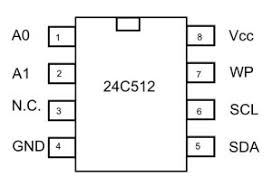 A0 1 8 Vcc
A1 2 7 WP
24C512
N.C. 3 6 SCL
GND 4 5 SDA